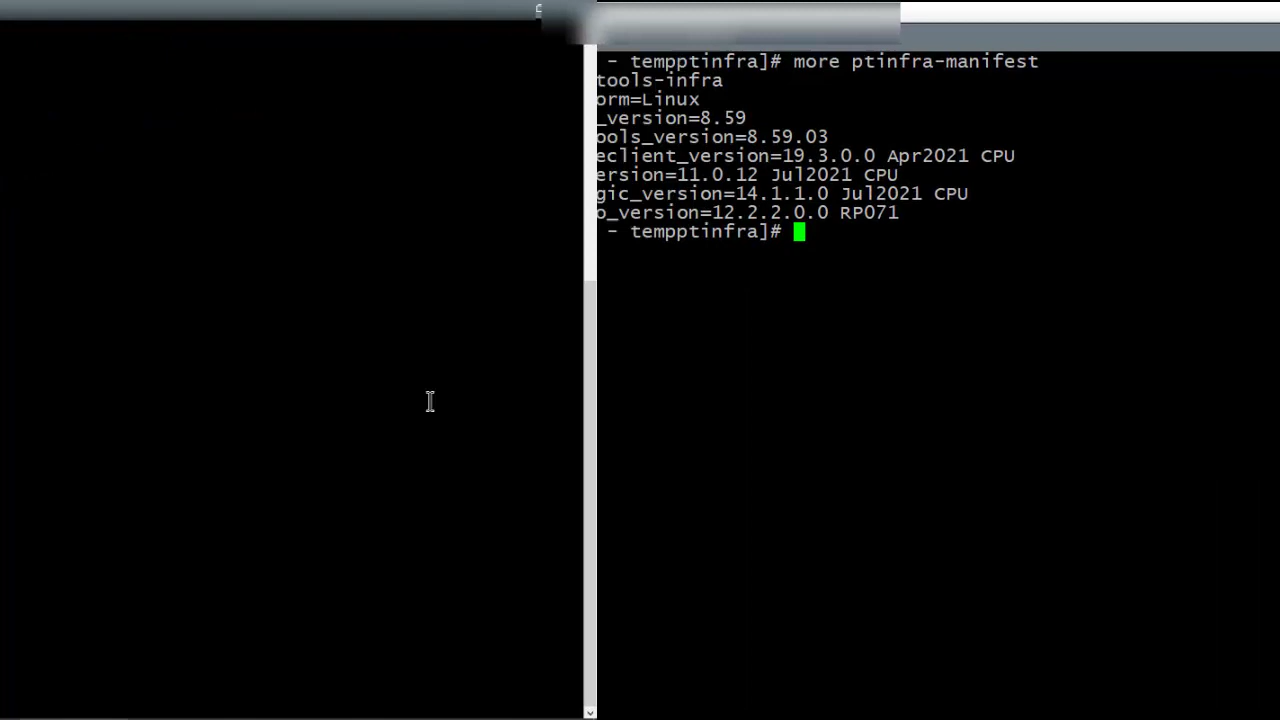 - tempptinfra]# more ptinfra-manifest
tools-infra
orm=Linux
_version=8.59
ools_version=8.59.03
eclient_version=19.3.0.0 Apr2021 CPU
ersion=11.0.12 Jul2021 CPU
gic_version=14.1.1.0 Jul2021 CPU
o_version=12.2.2.0.0 RP071
- tempptinfra]#